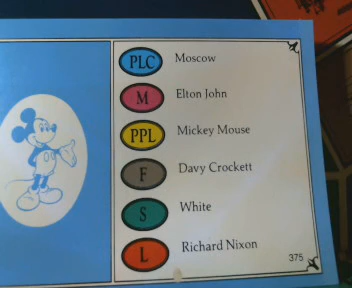 PLC Moscow
M Elton John
PPL Mickey Mouse
F Davy Crockett
S White
L Richard Nixon
375